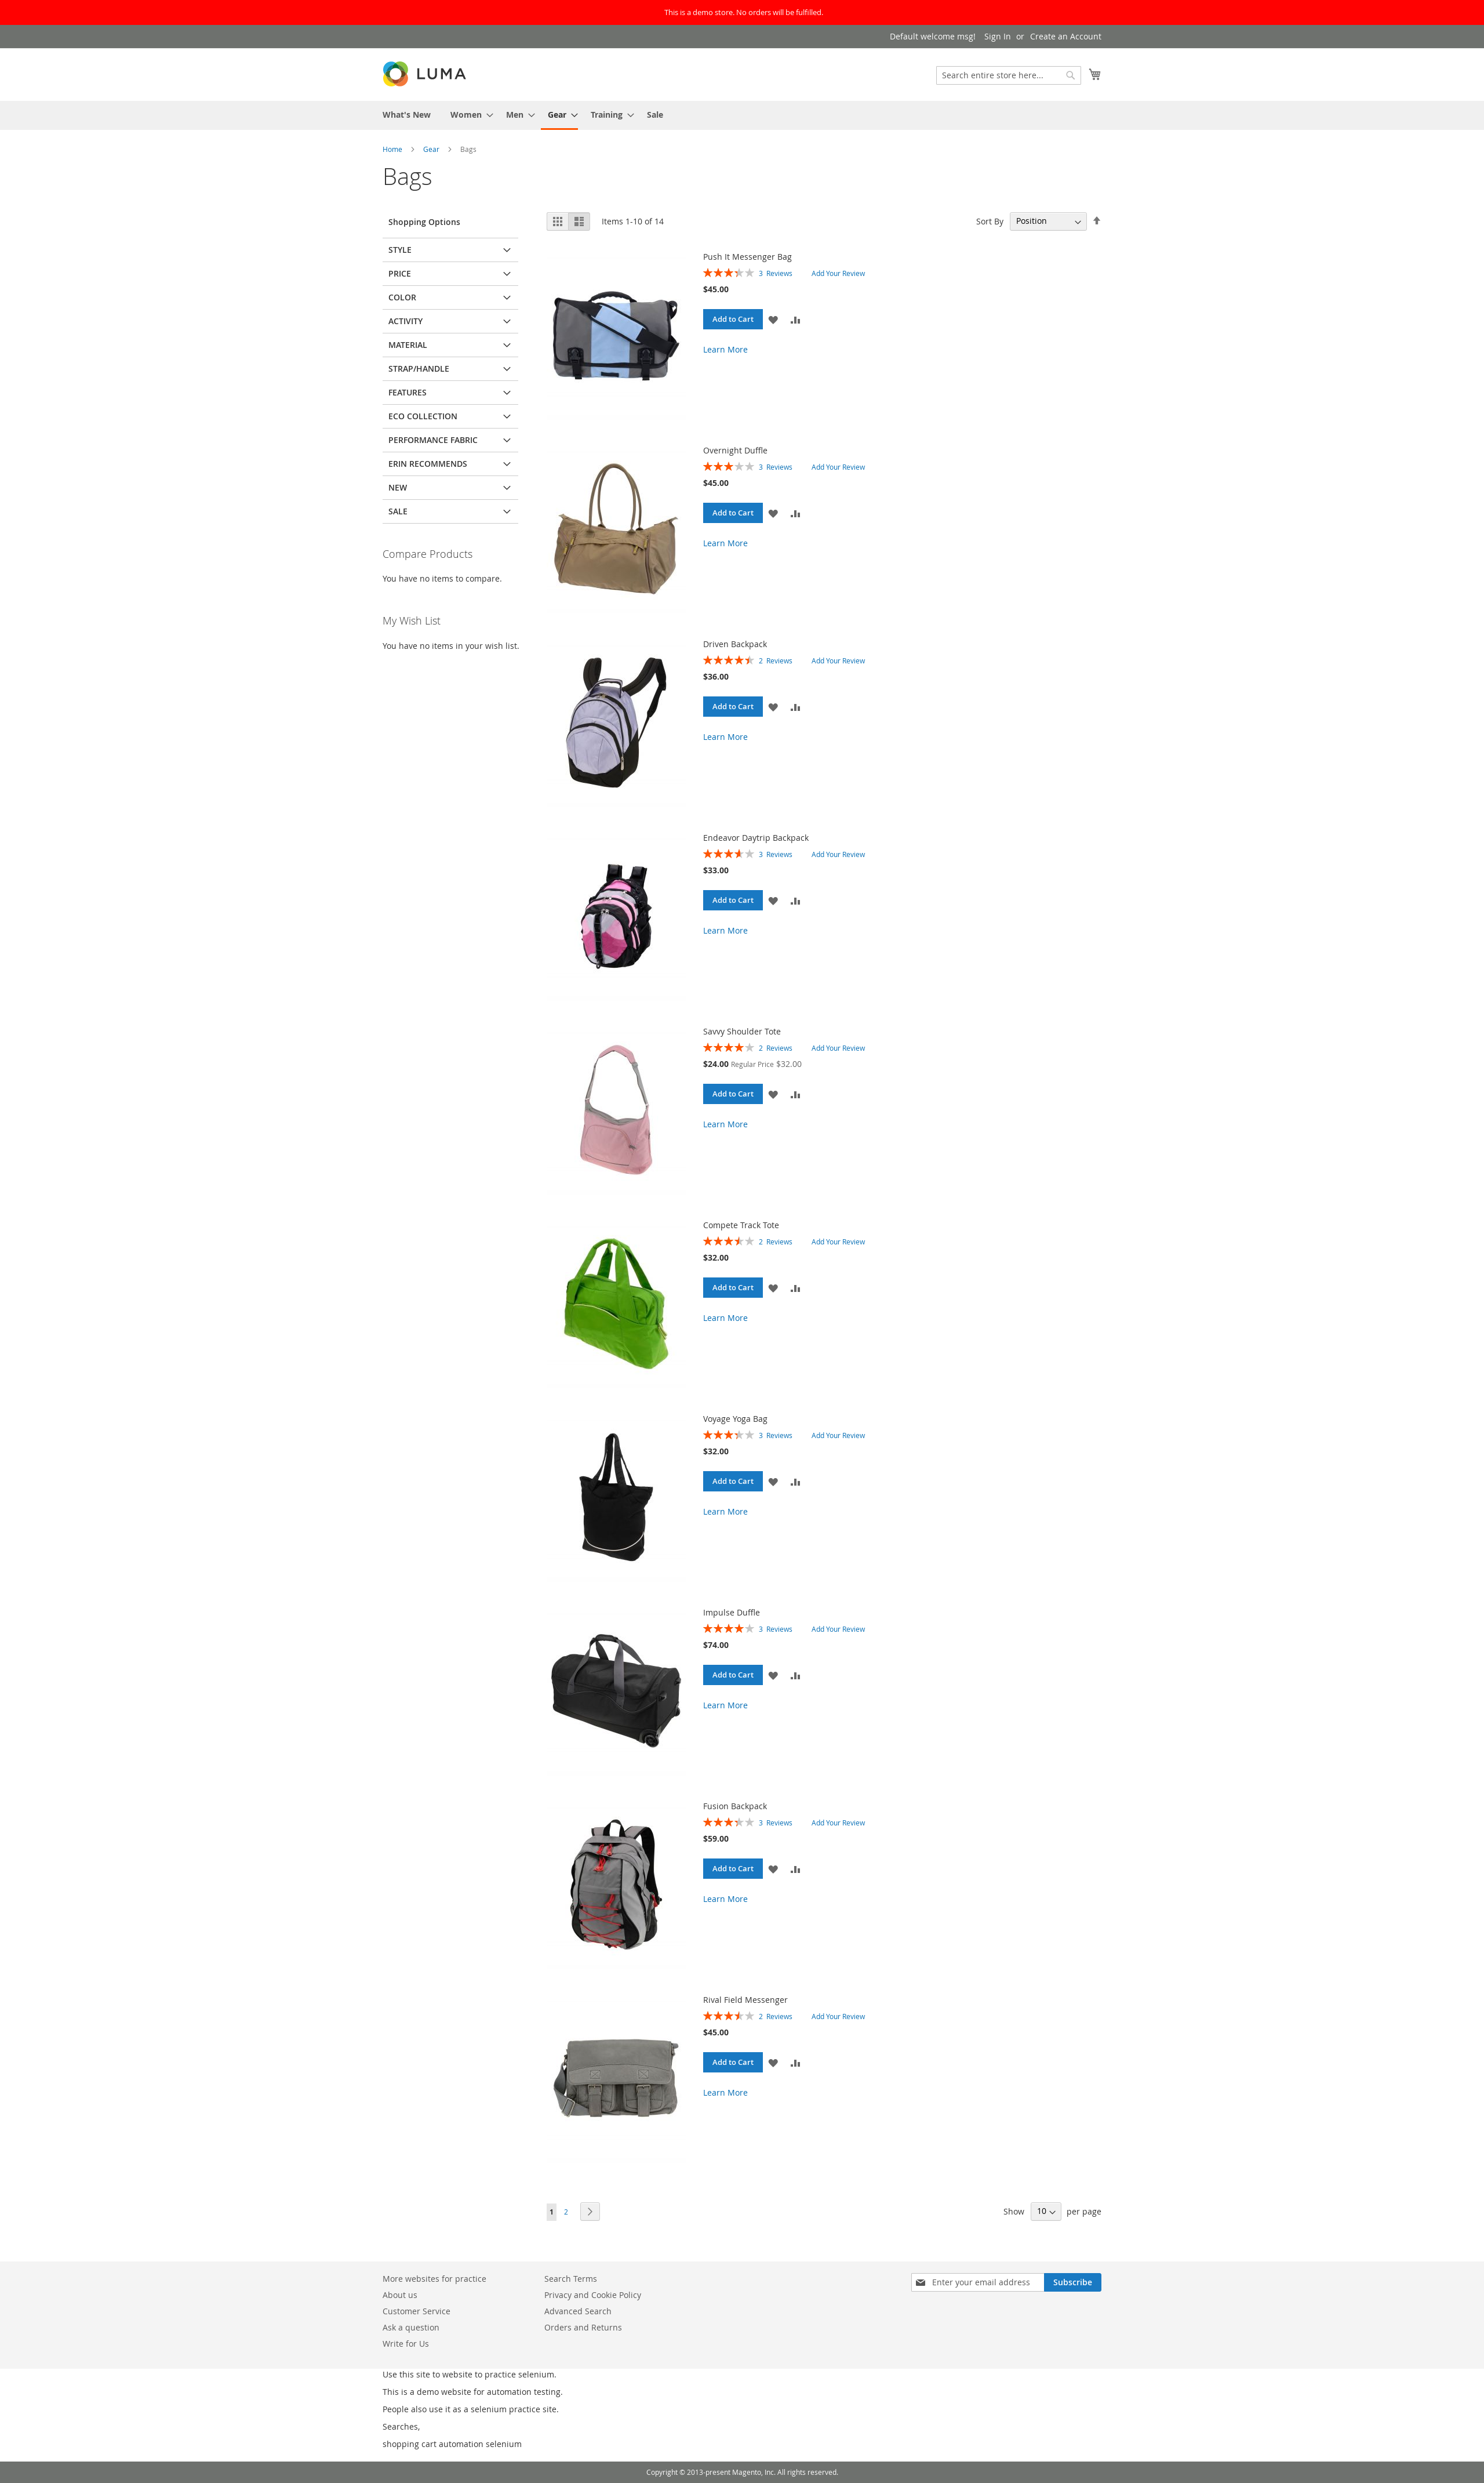 This is a demo store. No orders will be fulfilled.
Default welcome msg! Sign In or Create an Account
LUMA
Search entire store here...
What's New Women Men Gear Training Sale
Home Gear Bags
Bags
Shopping Options
STYLE
PRICE
COLOR
ACTIVITY
MATERIAL
STRAP/HANDLE
FEATURES
ECO COLLECTION
PERFORMANCE FABRIC
ERIN RECOMMENDS
NEW
SALE
Compare Products
You have no items to compare.
My Wish List
You have no items in your wish list.
Items 1-10 of 14
Sort By Position
Push It Messenger Bag
3 Reviews Add Your Review
$45.00
Add to Cart
Learn More
Overnight Duffle
3 Reviews Add Your Review
$45.00
Add to Cart
Learn More
Driven Backpack
2 Reviews Add Your Review
$36.00
Add to Cart
Learn More
Endeavor Daytrip Backpack
3 Reviews Add Your Review
$33.00
Add to Cart
Learn More
Savvy Shoulder Tote
2 Reviews Add Your Review
$24.00 Regular Price $32.00
Add to Cart
Learn More
Compete Track Tote
2 Reviews Add Your Review
$32.00
Add to Cart
Learn More
Voyage Yoga Bag
3 Reviews Add Your Review
$32.00
Add to Cart
Learn More
Impulse Duffle
3 Reviews Add Your Review
$74.00
Add to Cart
Learn More
Fusion Backpack
3 Reviews Add Your Review
$59.00
Add to Cart
Learn More
Rival Field Messenger
2 Reviews Add Your Review
$45.00
Add to Cart
Learn More
1 2
Show 10 per page
More websites for practice
About us
Customer Service
Ask a question
Write for Us
Search Terms
Privacy and Cookie Policy
Advanced Search
Orders and Returns
Enter your email address Subscribe
Use this site to website to practice selenium.
This is a demo website for automation testing.
People also use it as a selenium practice site.
Searches,
shopping cart automation selenium
Copyright © 2013-present Magento, Inc. All rights reserved.